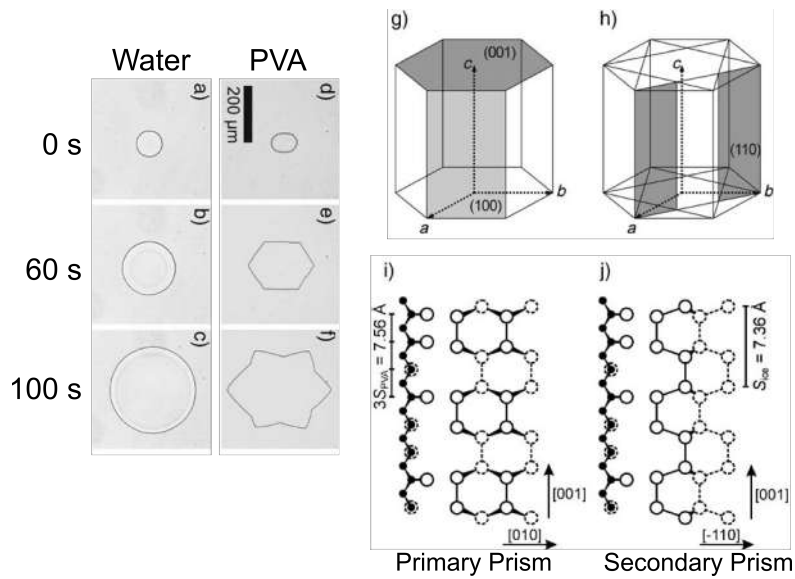 Water
PVA
0 s
a)
d)
200 μm
60 s
b)
e)
100 s
c)
f)
g)
(001)
c
(100)
a
b
h)
c
(110)
a
b
i)
3S_PVA = 7.56 Å
[001]
[010]
Primary Prism
j)
S_ice = 7.36 Å
[001]
[-110]
Secondary Prism